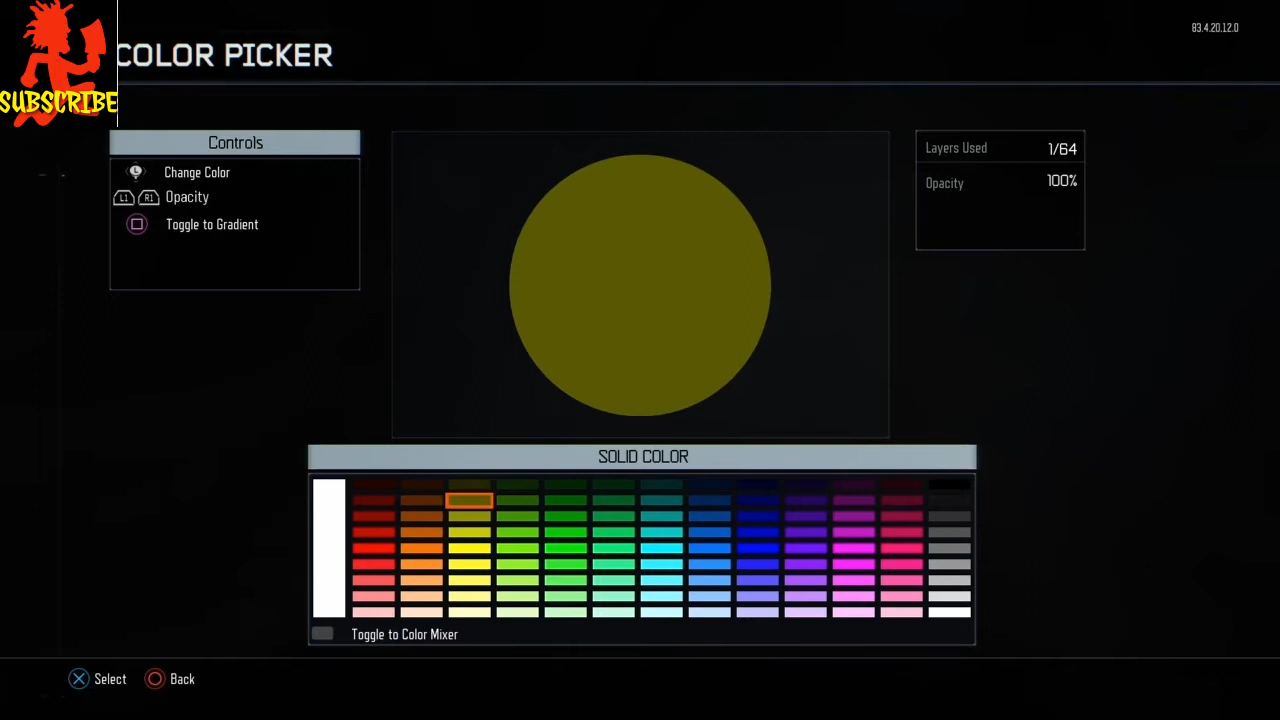 83.4.20.12.0
COLOR PICKER
SUBSCRIBE
Controls
L Change Color
L1 R1 Opacity
Toggle to Gradient
Layers Used 1/64
Opacity 100%
SOLID COLOR
Toggle to Color Mixer
Select Back